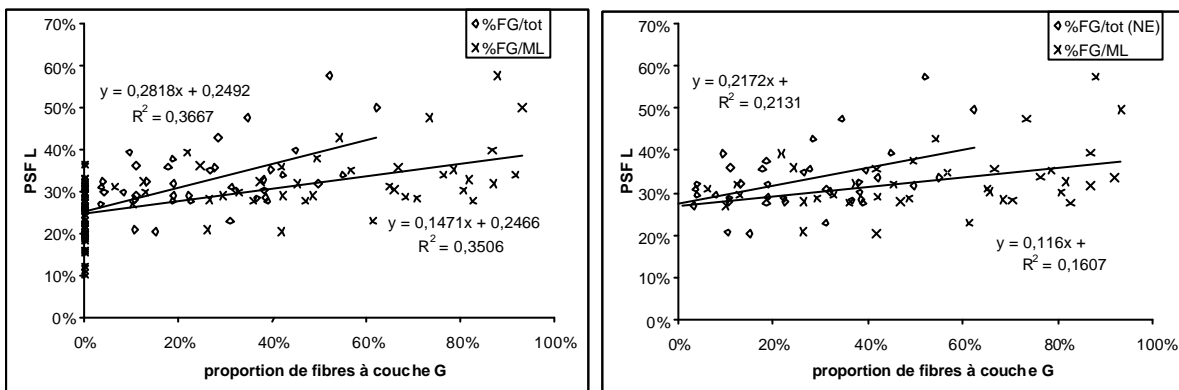 70%
60%
50%
40%
30%
20%
10%
0%
PSF L
%FG/tot
%FG/ML
y = 0,2818x + 0,2492
R² = 0,3667
y = 0,1471x + 0,2466
R² = 0,3506
0% 20% 40% 60% 80% 100%
proportion de fibres à couche G
70%
60%
50%
40%
30%
20%
10%
0%
PSF L
%FG/tot (NE)
%FG/ML
y = 0,2172x +
R² = 0,2131
y = 0,116x +
R² = 0,1607
0% 20% 40% 60% 80% 100%
proportion de fibres à couche G